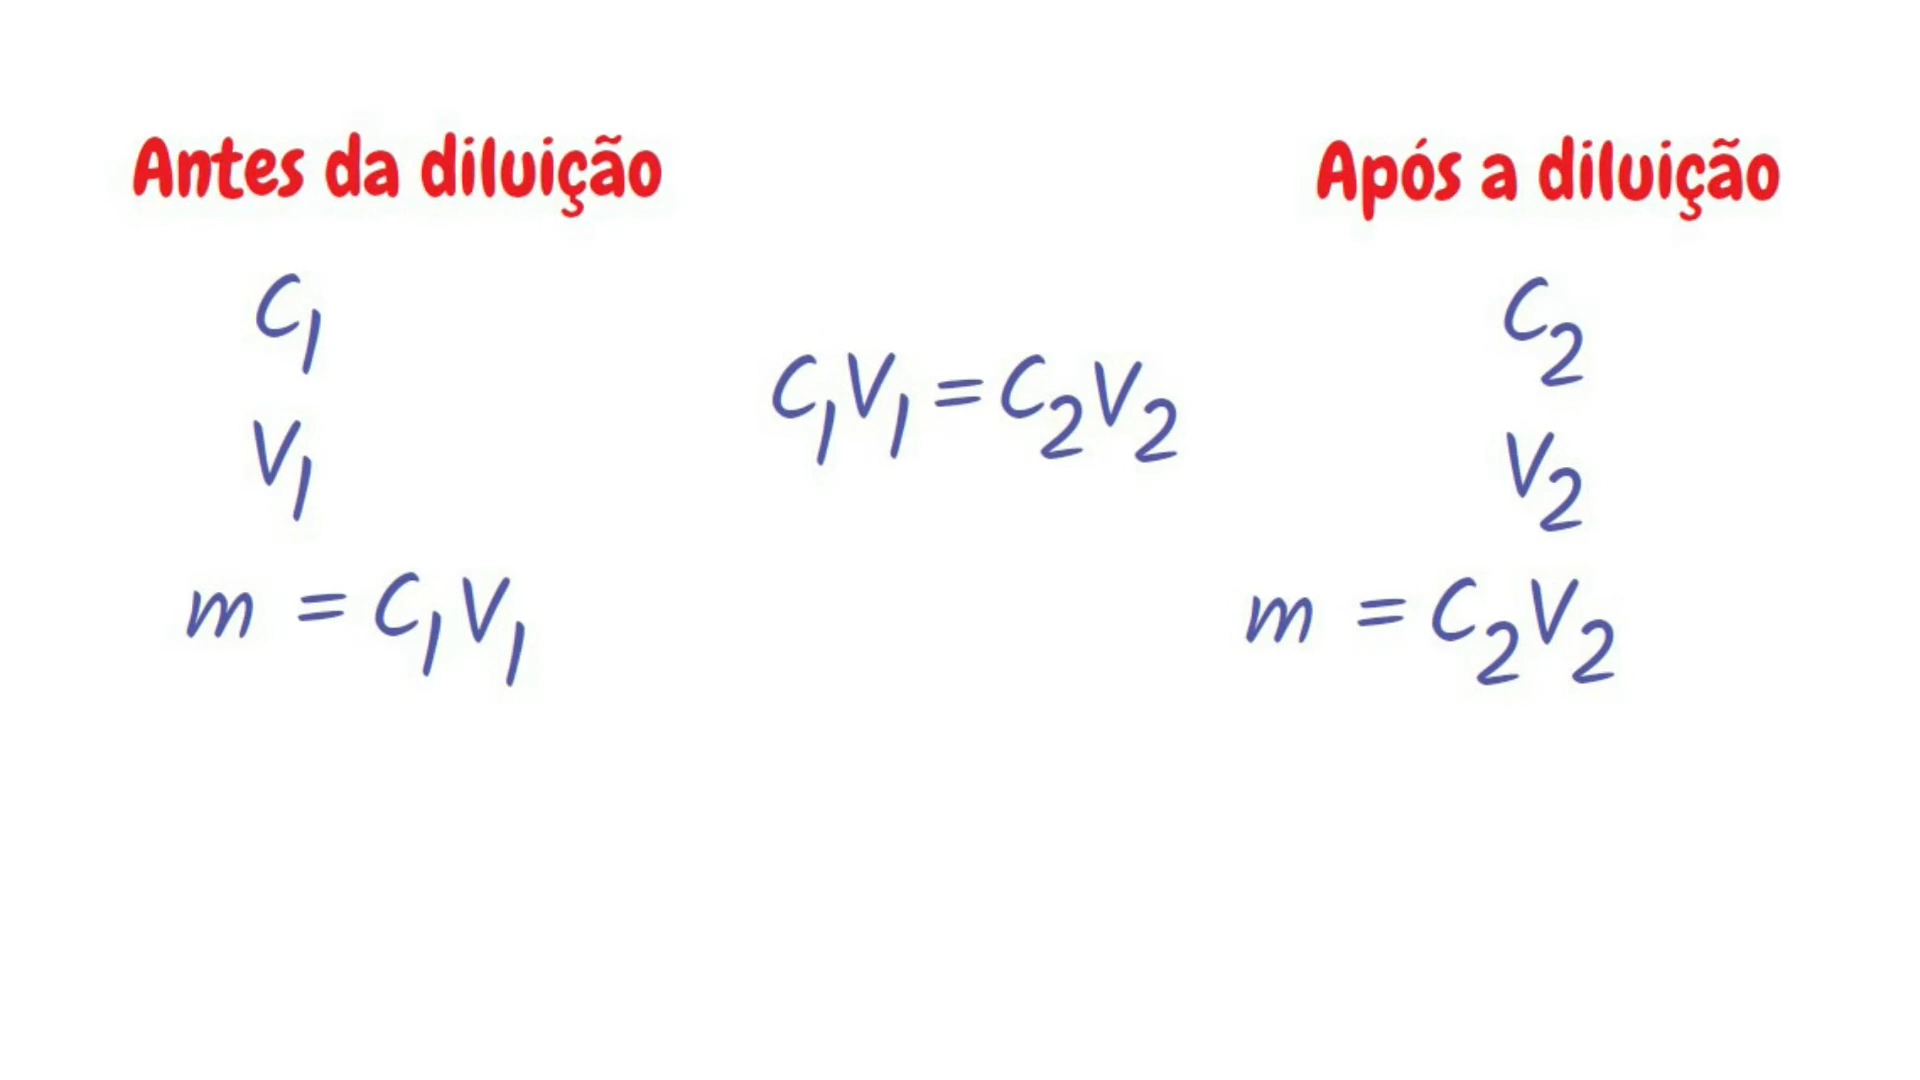 Antes da diluição
C₁
V₁
m = C₁V₁
C₁V₁ = C₂V₂
Após a diluição
C₂
V₂
m = C₂V₂